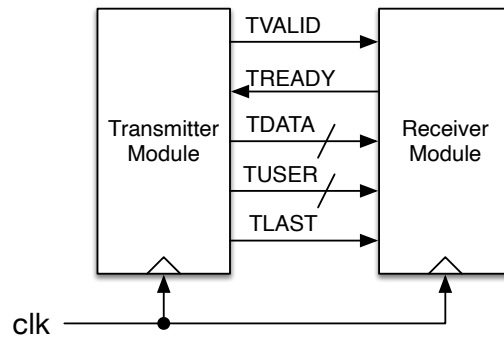 TVALID
TREADY
Transmitter
Module
TDATA
Receiver
Module
TUSER
TLAST
clk